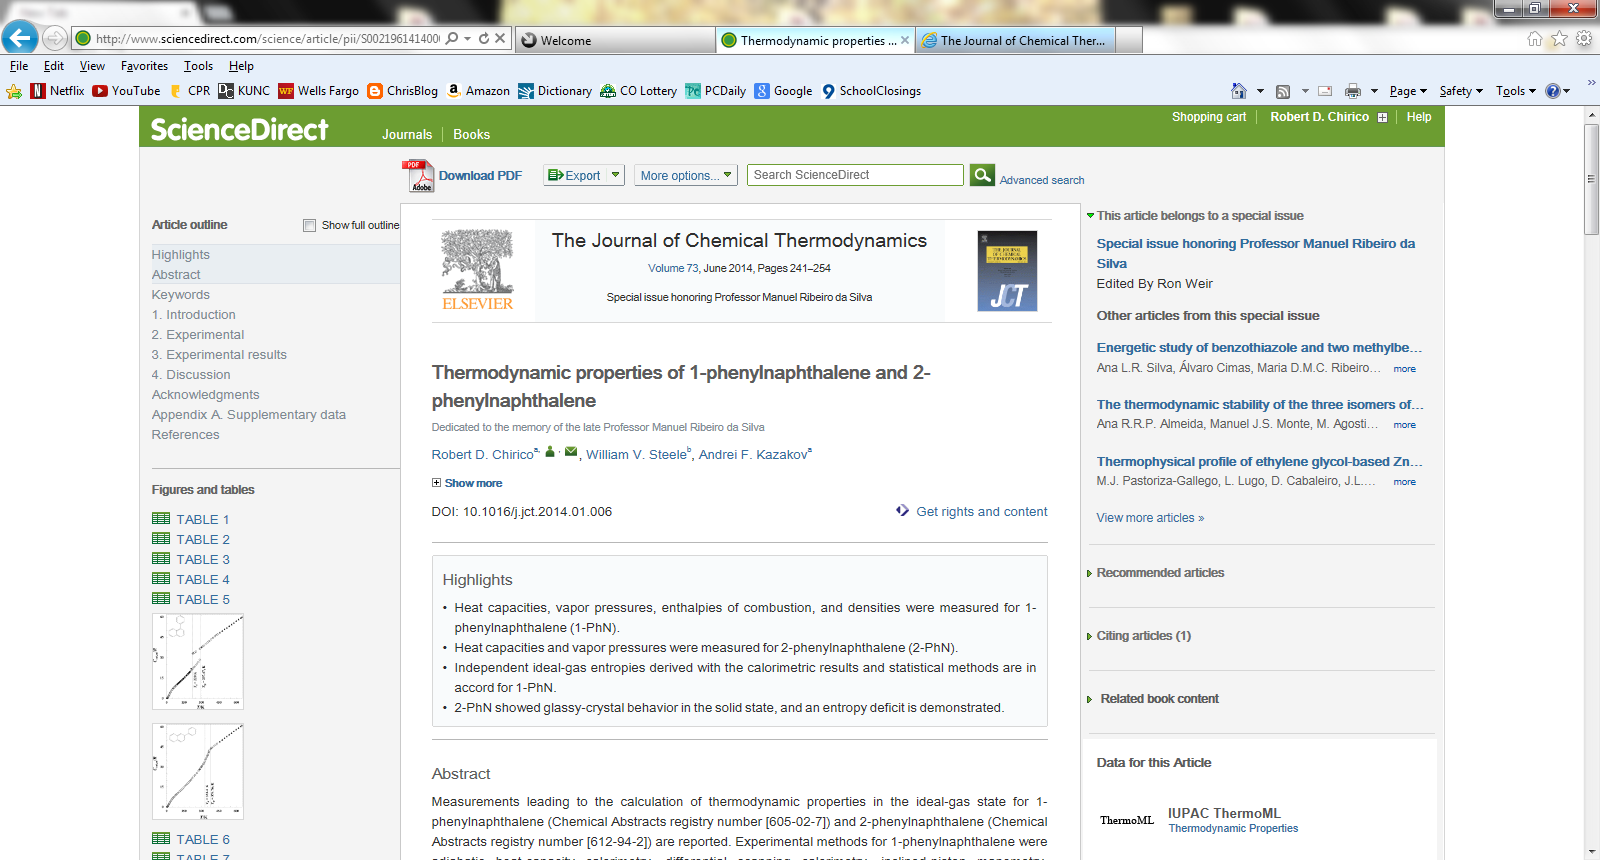 http://www.sciencedirect.com/science/article/pii/S002196141400
Welcome
Thermodynamic properties ...
The Journal of Chemical Ther...
File Edit View Favorites Tools Help
Netflix YouTube CPR KUNC Wells Fargo ChrisBlog Amazon Dictionary CO Lottery PCDaily Google SchoolClosings
Page Safety Tools
ScienceDirect
Journals Books
Shopping cart Robert D. Chirico Help
Download PDF Export More options... Search ScienceDirect Advanced search
Article outline Show full outline
Highlights
Abstract
Keywords
1. Introduction
2. Experimental
3. Experimental results
4. Discussion
Acknowledgments
Appendix A. Supplementary data
References
Figures and tables
TABLE 1
TABLE 2
TABLE 3
TABLE 4
TABLE 5
TABLE 6
TABLE 7
ELSEVIER
The Journal of Chemical Thermodynamics
Volume 73, June 2014, Pages 241–254
Special issue honoring Professor Manuel Ribeiro da Silva
JCT
Thermodynamic properties of 1-phenylnaphthalene and 2-
phenylnaphthalene
Dedicated to the memory of the late Professor Manuel Ribeiro da Silva
Robert D. Chirico a, , William V. Steele b, Andrei F. Kazakov a
Show more
DOI: 10.1016/j.jct.2014.01.006
Get rights and content
Highlights
• Heat capacities, vapor pressures, enthalpies of combustion, and densities were measured for 1-
phenylnaphthalene (1-PhN).
• Heat capacities and vapor pressures were measured for 2-phenylnaphthalene (2-PhN).
• Independent ideal-gas entropies derived with the calorimetric results and statistical methods are in
accord for 1-PhN.
• 2-PhN showed glassy-crystal behavior in the solid state, and an entropy deficit is demonstrated.
Abstract
Measurements leading to the calculation of thermodynamic properties in the ideal-gas state for 1-
phenylnaphthalene (Chemical Abstracts registry number [605-02-7]) and 2-phenylnaphthalene (Chemical
Abstracts registry number [612-94-2]) are reported. Experimental methods for 1-phenylnaphthalene were
adiabatic heat-capacity calorimetry, differential scanning calorimetry, inclined-piston manometry,
This article belongs to a special issue
Special issue honoring Professor Manuel Ribeiro da
Silva
Edited By Ron Weir
Other articles from this special issue
Energetic study of benzothiazole and two methylbe…
Ana L.R. Silva, Álvaro Cimas, Maria D.M.C. Ribeiro… more
The thermodynamic stability of the three isomers of…
Ana R.R.P. Almeida, Manuel J.S. Monte, M. Agosti… more
Thermophysical profile of ethylene glycol-based Zn…
M.J. Pastoriza-Gallego, L. Lugo, D. Cabaleiro, J.L.… more
View more articles »
Recommended articles
Citing articles (1)
Related book content
Data for this Article
ThermoML
IUPAC ThermoML
Thermodynamic Properties